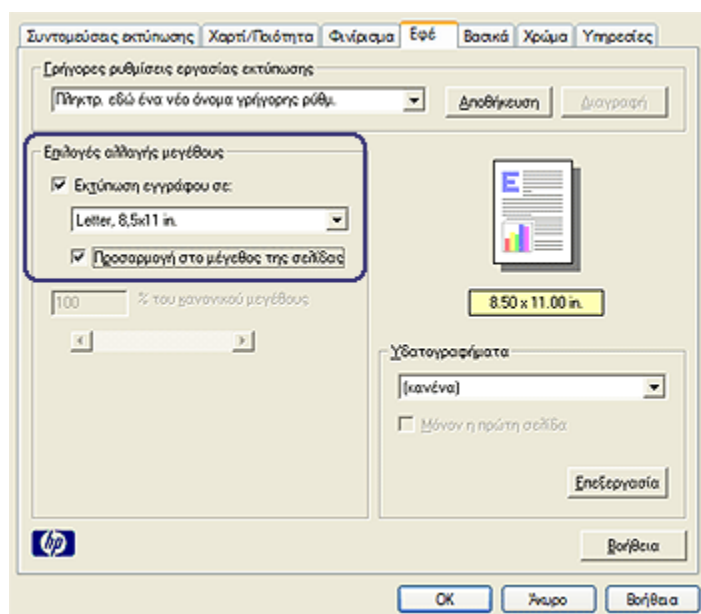 Συντομεύσεις εκτύπωσης Χαρτί/Ποιότητα Φινίρισμα Εφέ Βασικά Χρώμα Υπηρεσίες
Γρήγορες ρυθμίσεις εργασίας εκτύπωσης
Πληκτρ. εδώ ένα νέο όνομα γρήγορης ρύθμ.
Αποθήκευση
Διαγραφή
Επιλογές αλλαγής μεγέθους
Εκτύπωση εγγράφου σε:
Letter, 8,5x11 in.
Προσαρμογή στο μέγεθος της σελίδας
100 % του κανονικού μεγέθους
E
8.50 x 11.00 in.
Υδατογραφήματα
(κανένα)
Μόνον η πρώτη σελίδα
Επεξεργασία
hp
Βοήθεια
OK Άκυρο Βοήθεια